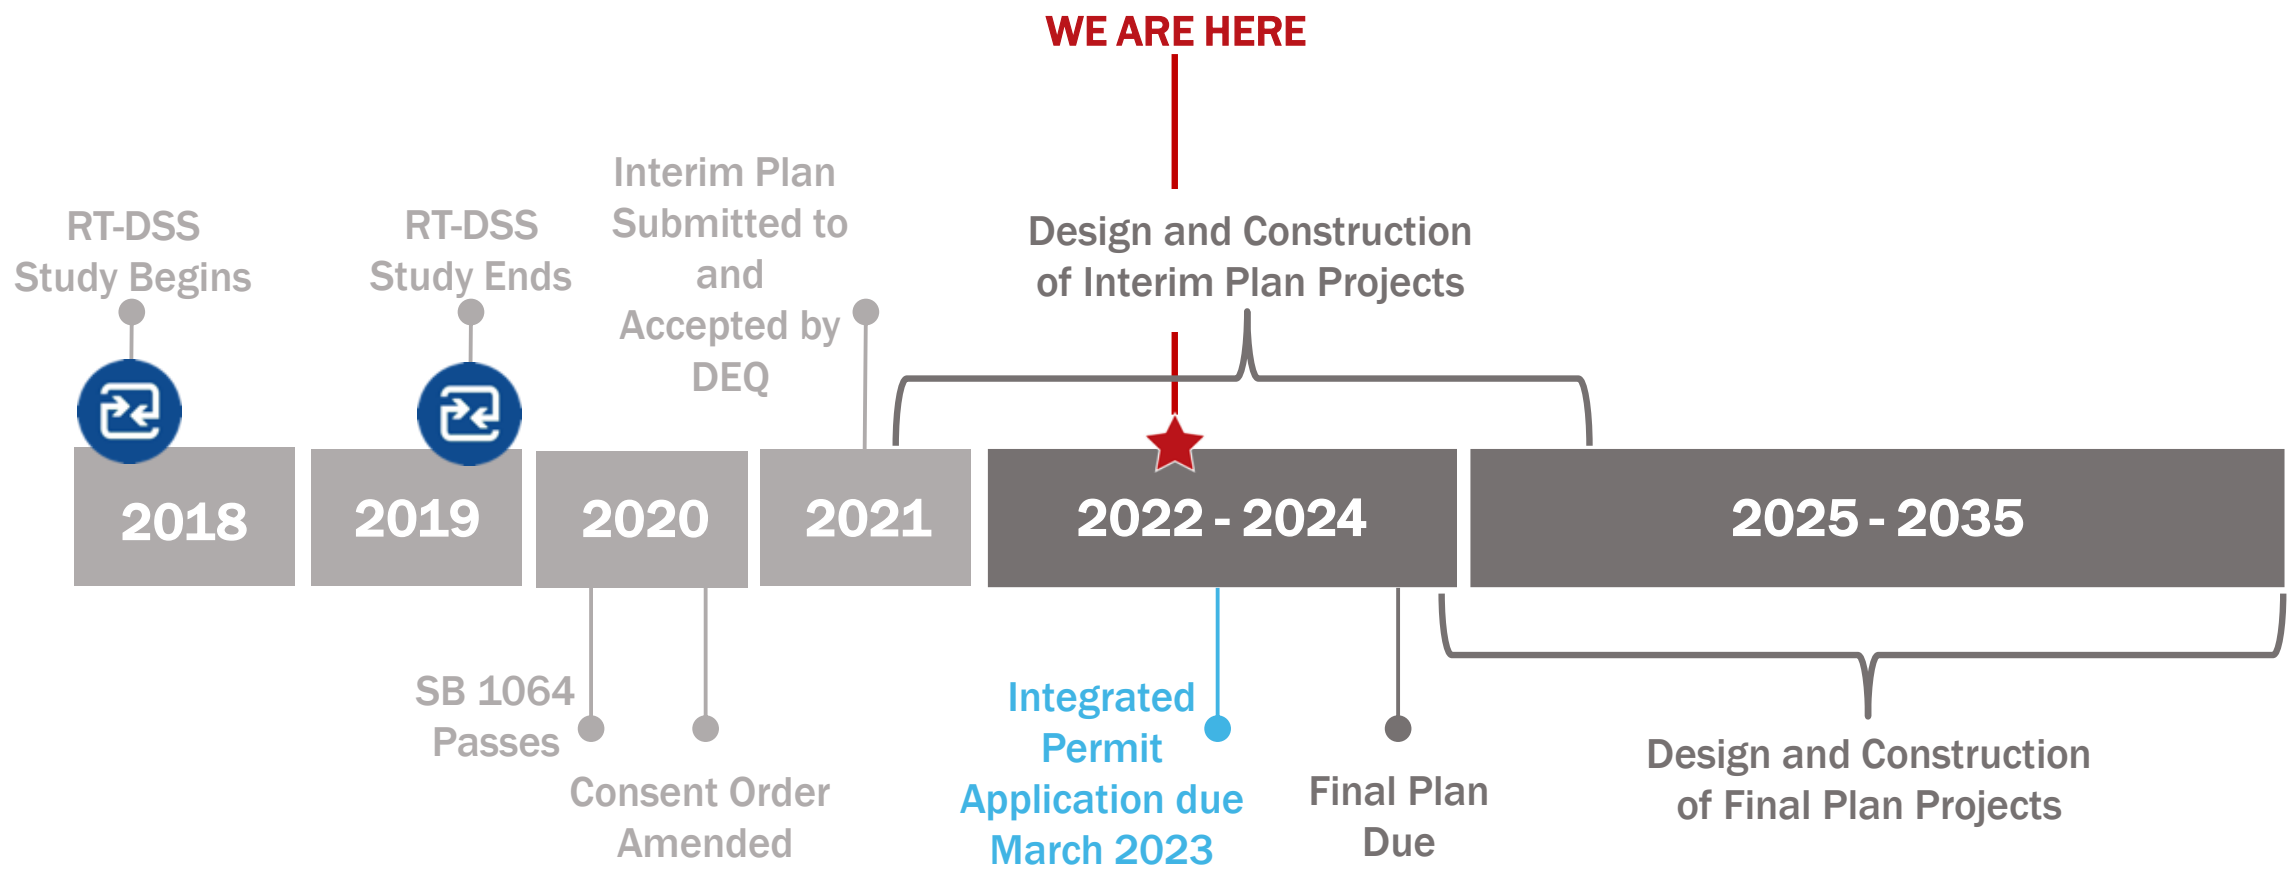 WE ARE HERE
RT-DSS
Study Begins
RT-DSS
Study Ends
Interim Plan
Submitted to
and
Accepted by
DEQ
Design and Construction
of Interim Plan Projects
2018
2019
2020
2021
2022 - 2024
2025 - 2035
SB 1064
Passes
Consent Order
Amended
Integrated
Permit
Application due
March 2023
Final Plan
Due
Design and Construction
of Final Plan Projects